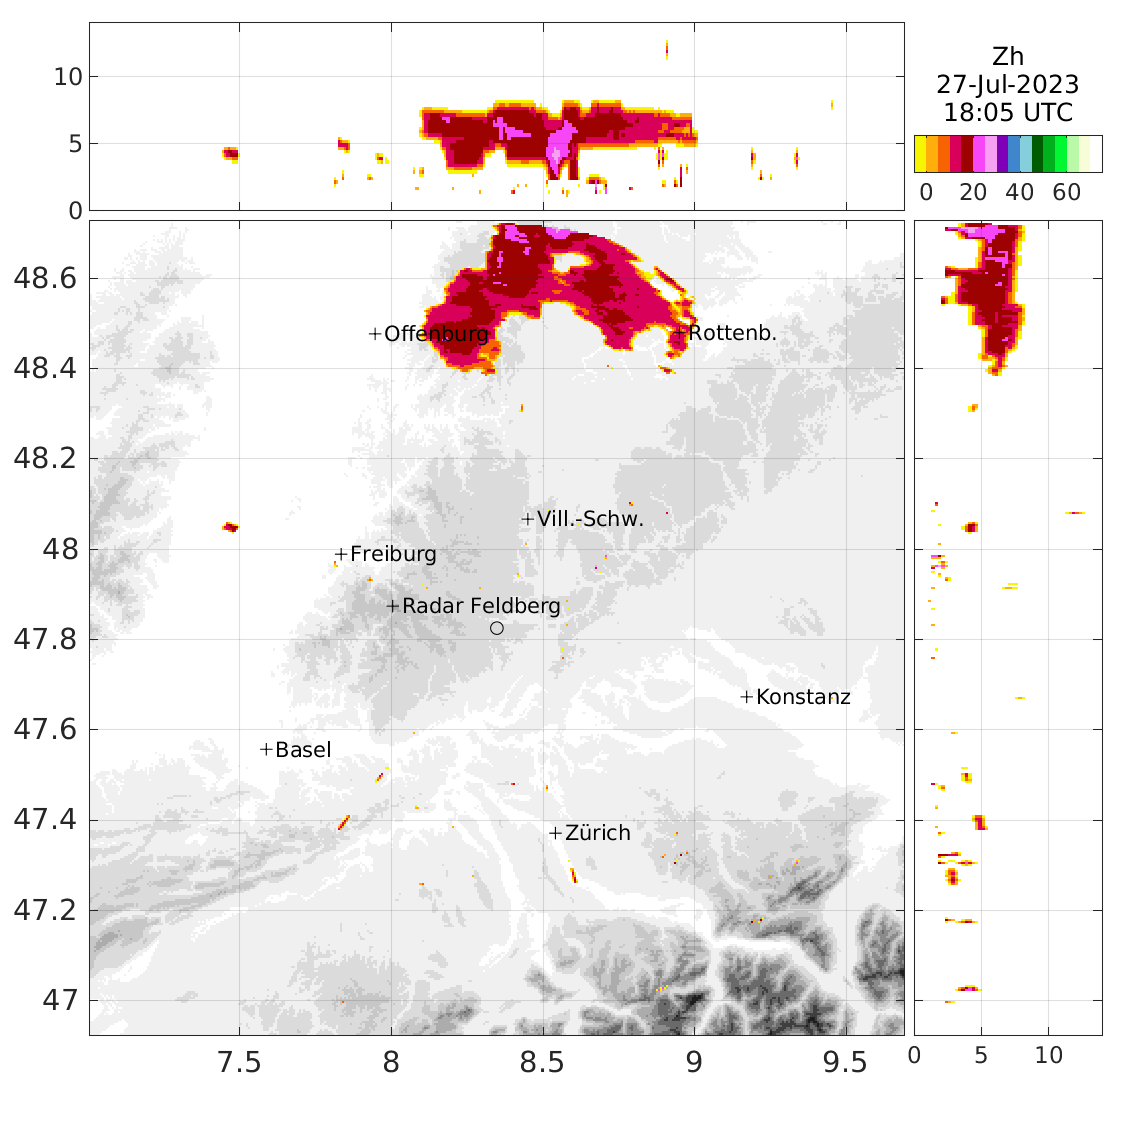 Zh
27-Jul-2023
18:05 UTC
0 20 40 60
10
5
0
48.6
48.4
48.2
48
47.8
47.6
47.4
47.2
47
+Offenburg
+Rottenb.
+Vill.-Schw.
+Freiburg
+Radar Feldberg
+Konstanz
+Basel
+Zürich
7.5 8 8.5 9 9.5
0 5 10